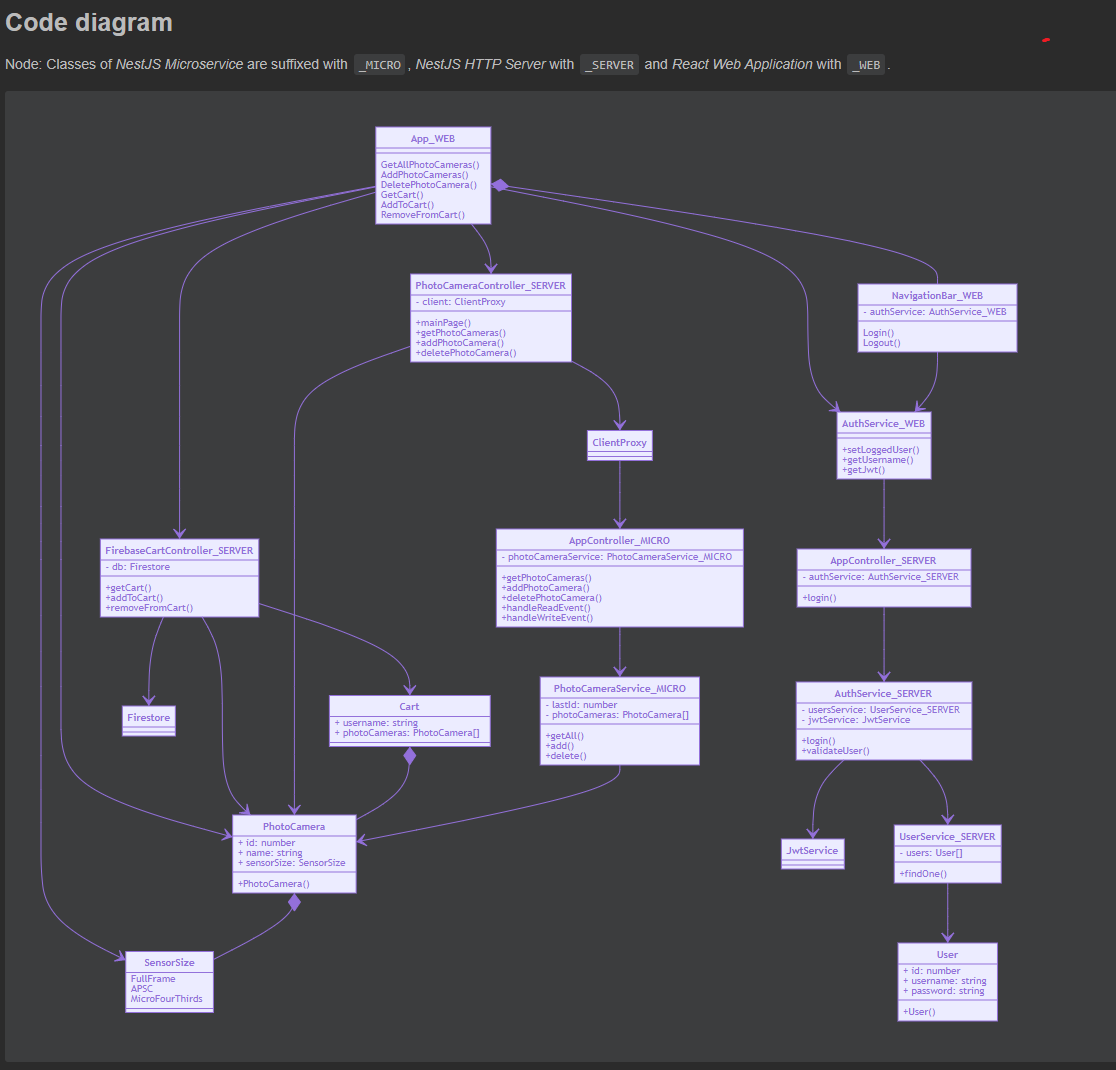 Code diagram
Node: Classes of NestJS Microservice are suffixed with _MICRO , NestJS HTTP Server with _SERVER and React Web Application with _WEB .
App_WEB
GetAllPhotoCameras()
AddPhotoCameras()
DeletePhotoCamera()
GetCart()
AddToCart()
RemoveFromCart()
PhotoCameraController_SERVER
- client: ClientProxy
+mainPage()
+getPhotoCameras()
+addPhotoCamera()
+deletePhotoCamera()
NavigationBar_WEB
- authService: AuthService_WEB
Login()
Logout()
AuthService_WEB
+setLoggedUser()
+getUsername()
+getJwt()
ClientProxy
FirebaseCartController_SERVER
- db: Firestore
+getCart()
+addToCart()
+removeFromCart()
AppController_MICRO
- photoCameraService: PhotoCameraService_MICRO
+getPhotoCameras()
+addPhotoCamera()
+deletePhotoCamera()
+handleReadEvent()
+handleWriteEvent()
AppController_SERVER
- authService: AuthService_SERVER
+login()
Firestore
Cart
+ username: string
+ photoCameras: PhotoCamera[]
PhotoCameraService_MICRO
- lastId: number
- photoCameras: PhotoCamera[]
+getAll()
+add()
+delete()
AuthService_SERVER
- usersService: UserService_SERVER
- jwtService: JwtService
+login()
+validateUser()
PhotoCamera
+ id: number
+ name: string
+ sensorSize: SensorSize
+PhotoCamera()
JwtService
UserService_SERVER
- users: User[]
+findOne()
SensorSize
FullFrame
APSC
MicroFourThirds
User
+ id: number
+ username: string
+ password: string
+User()